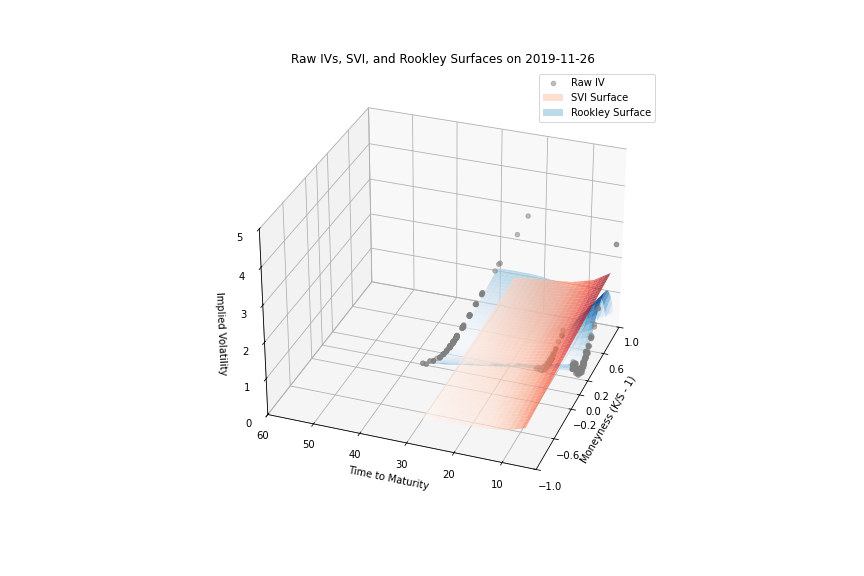 Raw IVs, SVI, and Rookley Surfaces on 2019-11-26
Raw IV
SVI Surface
Rookley Surface
5
4
3
2
1
0
Implied Volatility
60
50
40
30
20
10
Time to Maturity
1.0
0.6
0.2
0.0
−0.2
−0.6
−1.0
Moneyness (K/S - 1)